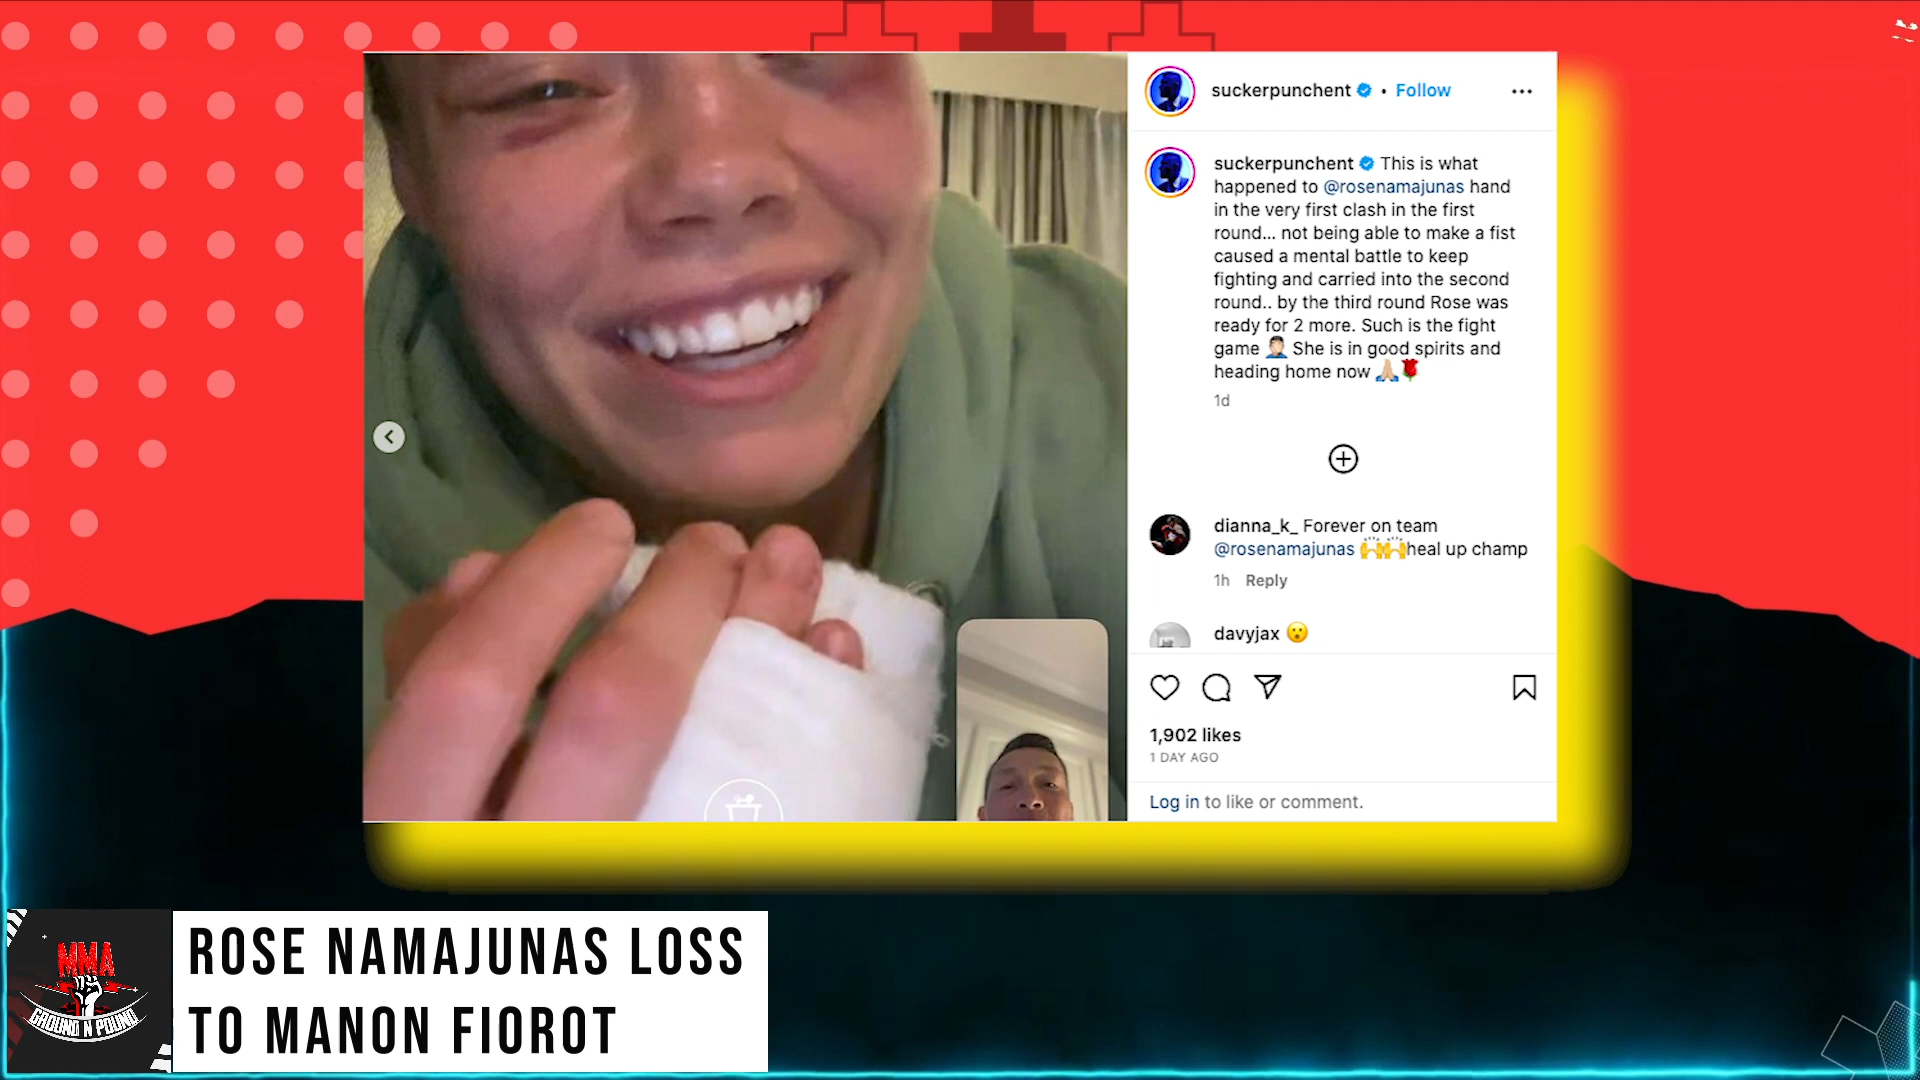 suckerpunchent • Follow
suckerpunchent This is what
happened to @rosenamajunas hand
in the very first clash in the first
round... not being able to make a fist
caused a mental battle to keep
fighting and carried into the second
round.. by the third round Rose was
ready for 2 more. Such is the fight
game 🤦🏻‍♂️ She is in good spirits and
heading home now 🙏🏼🌹
1d
dianna_k_ Forever on team
@rosenamajunas 🙌🙌heal up champ
1h Reply
davyjax 😮
1,902 likes
1 DAY AGO
Log in to like or comment.
MMA
GROUND N POUND
ROSE NAMAJUNAS LOSS
TO MANON FIOROT